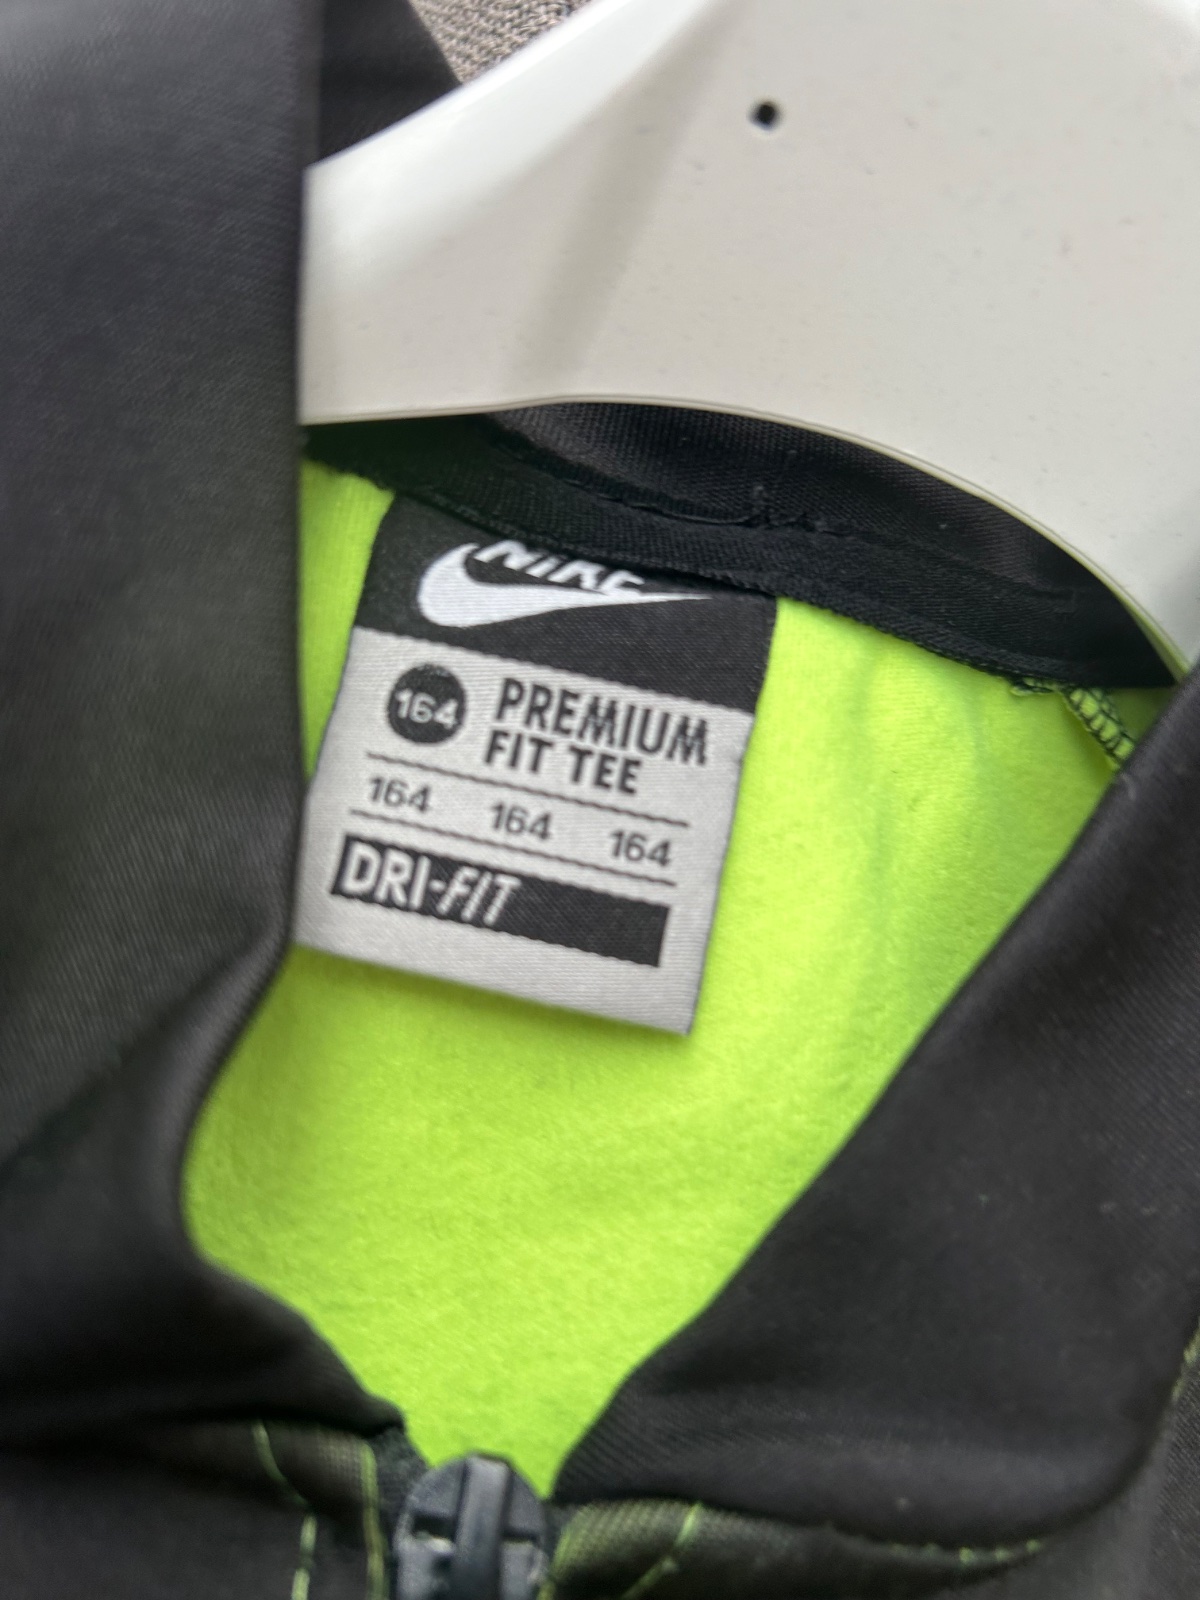 NIKE
164 PREMIUM
FIT TEE
164 164 164
DRI-FIT